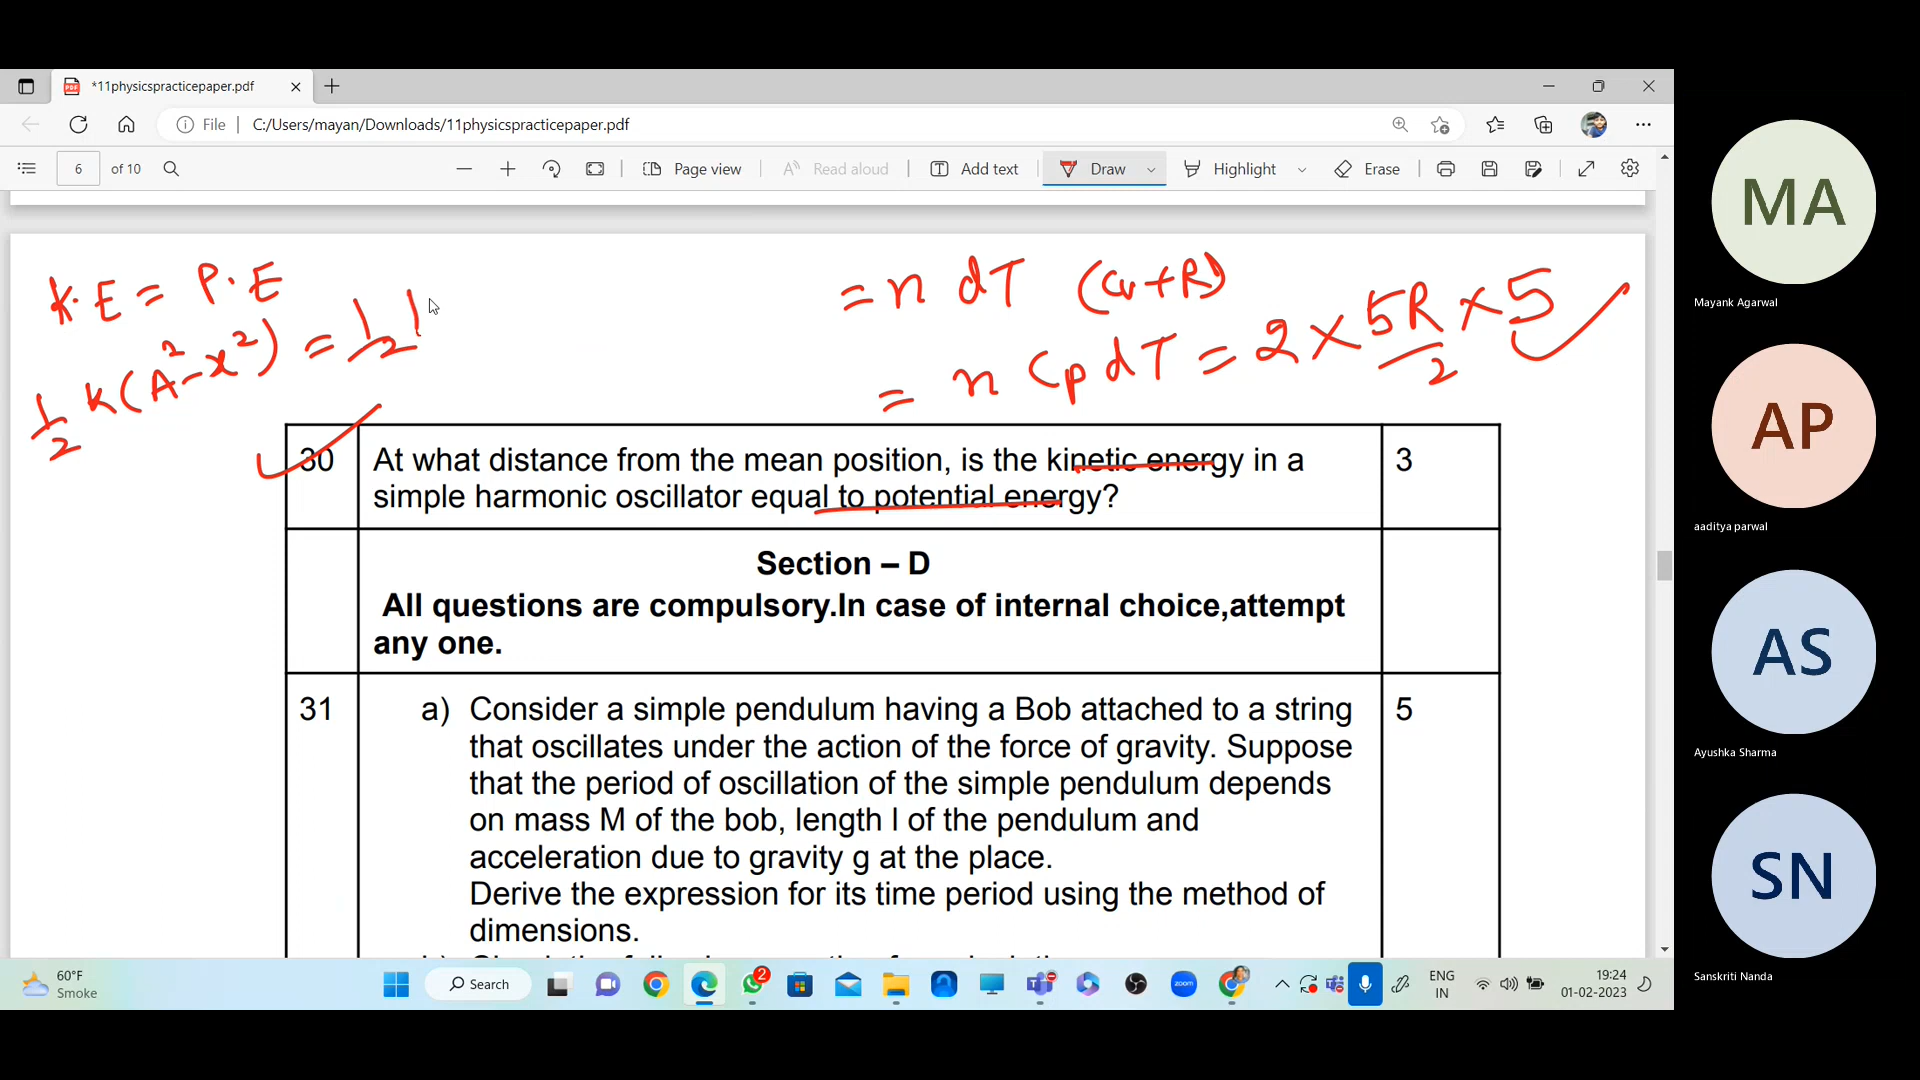 *11physicspracticepaper.pdf
File | C:/Users/mayan/Downloads/11physicspracticepaper.pdf
6 of 10
Page view
Read aloud
Add text
Draw
Highlight
Erase
K.E = P.E
1/2 K(A²-x²) = 1/2
= n dT (Cv+R)
= n Cp dT = 2 × 5R/2 × 5
30 At what distance from the mean position, is the kinetic energy in a 3
simple harmonic oscillator equal to potential energy?
Section – D
All questions are compulsory.In case of internal choice,attempt
any one.
31 a) Consider a simple pendulum having a Bob attached to a string 5
that oscillates under the action of the force of gravity. Suppose
that the period of oscillation of the simple pendulum depends
on mass M of the bob, length l of the pendulum and
acceleration due to gravity g at the place.
Derive the expression for its time period using the method of
dimensions.
MA
Mayank Agarwal
AP
aaditya parwal
AS
Ayushka Sharma
SN
Sanskriti Nanda
60°F
Smoke
Search
2
zoom
ENG
IN
19:24
01-02-2023